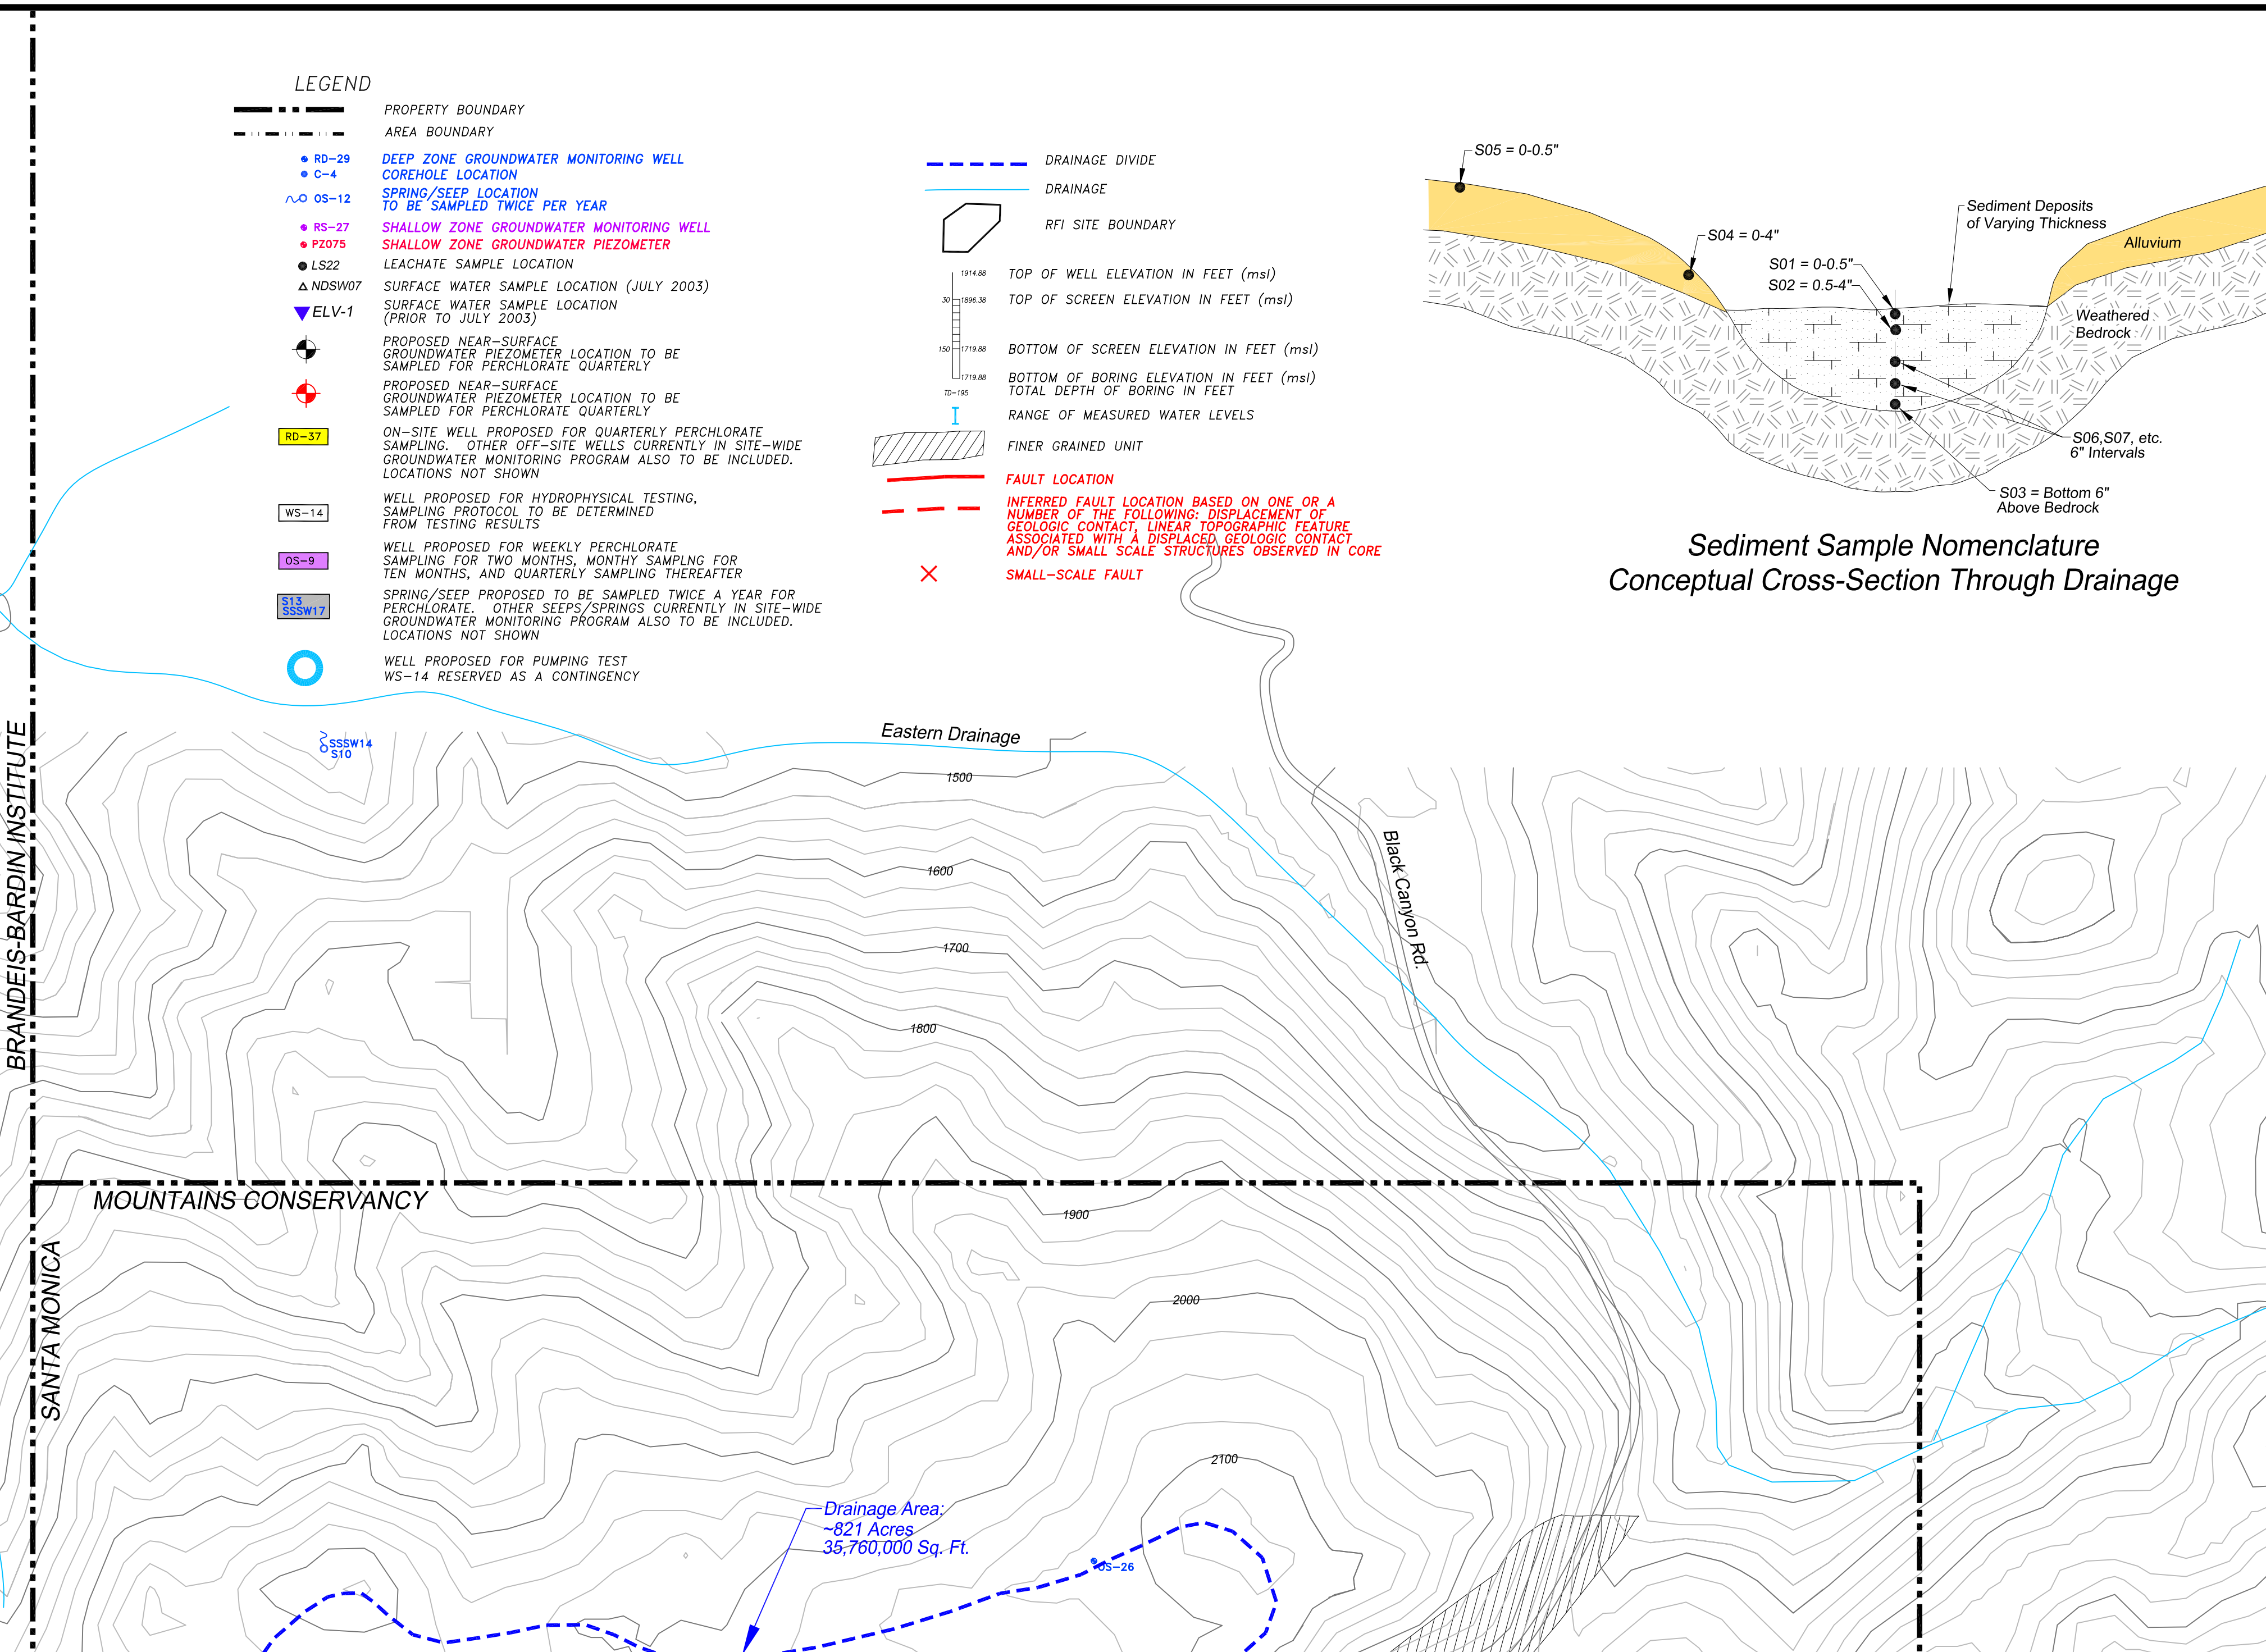 LEGEND
PROPERTY BOUNDARY
AREA BOUNDARY
RD-29 DEEP ZONE GROUNDWATER MONITORING WELL
C-4 COREHOLE LOCATION
OS-12 SPRING/SEEP LOCATION
TO BE SAMPLED TWICE PER YEAR
RS-27 SHALLOW ZONE GROUNDWATER MONITORING WELL
PZ075 SHALLOW ZONE GROUNDWATER PIEZOMETER
LS22 LEACHATE SAMPLE LOCATION
NDSW07 SURFACE WATER SAMPLE LOCATION (JULY 2003)
ELV-1 SURFACE WATER SAMPLE LOCATION
(PRIOR TO JULY 2003)
PROPOSED NEAR-SURFACE
GROUNDWATER PIEZOMETER LOCATION TO BE
SAMPLED FOR PERCHLORATE QUARTERLY
PROPOSED NEAR-SURFACE
GROUNDWATER PIEZOMETER LOCATION TO BE
SAMPLED FOR PERCHLORATE QUARTERLY
RD-37 ON-SITE WELL PROPOSED FOR QUARTERLY PERCHLORATE
SAMPLING. OTHER OFF-SITE WELLS CURRENTLY IN SITE-WIDE
GROUNDWATER MONITORING PROGRAM ALSO TO BE INCLUDED.
LOCATIONS NOT SHOWN
WS-14 WELL PROPOSED FOR HYDROPHYSICAL TESTING,
SAMPLING PROTOCOL TO BE DETERMINED
FROM TESTING RESULTS
OS-9 WELL PROPOSED FOR WEEKLY PERCHLORATE
SAMPLING FOR TWO MONTHS, MONTHY SAMPLNG FOR
TEN MONTHS, AND QUARTERLY SAMPLING THEREAFTER
S13
SSSW17
SPRING/SEEP PROPOSED TO BE SAMPLED TWICE A YEAR FOR
PERCHLORATE. OTHER SEEPS/SPRINGS CURRENTLY IN SITE-WIDE
GROUNDWATER MONITORING PROGRAM ALSO TO BE INCLUDED.
LOCATIONS NOT SHOWN
WELL PROPOSED FOR PUMPING TEST
WS-14 RESERVED AS A CONTINGENCY
DRAINAGE DIVIDE
DRAINAGE
RFI SITE BOUNDARY
1914.88 TOP OF WELL ELEVATION IN FEET (msl)
30 1896.38 TOP OF SCREEN ELEVATION IN FEET (msl)
150 1719.88 BOTTOM OF SCREEN ELEVATION IN FEET (msl)
1719.88 BOTTOM OF BORING ELEVATION IN FEET (msl)
TD=195 TOTAL DEPTH OF BORING IN FEET
RANGE OF MEASURED WATER LEVELS
FINER GRAINED UNIT
FAULT LOCATION
INFERRED FAULT LOCATION BASED ON ONE OR A
NUMBER OF THE FOLLOWING: DISPLACEMENT OF
GEOLOGIC CONTACT, LINEAR TOPOGRAPHIC FEATURE
ASSOCIATED WITH A DISPLACED GEOLOGIC CONTACT
AND/OR SMALL SCALE STRUCTURES OBSERVED IN CORE
SMALL-SCALE FAULT
S05 = 0-0.5"
S04 = 0-4"
S01 = 0-0.5"
S02 = 0.5-4"
Sediment Deposits
of Varying Thickness
Alluvium
Weathered
Bedrock
S06,S07, etc.
6" Intervals
S03 = Bottom 6"
Above Bedrock
Sediment Sample Nomenclature
Conceptual Cross-Section Through Drainage
SSSW14
S10
Eastern Drainage
1500
1600
1700
1800
1900
2000
2100
Black Canyon Rd.
BRANDEIS-BARDIN INSTITUTE
MOUNTAINS CONSERVANCY
SANTA MONICA
Drainage Area:
~821 Acres
35,760,000 Sq. Ft.
OS-26